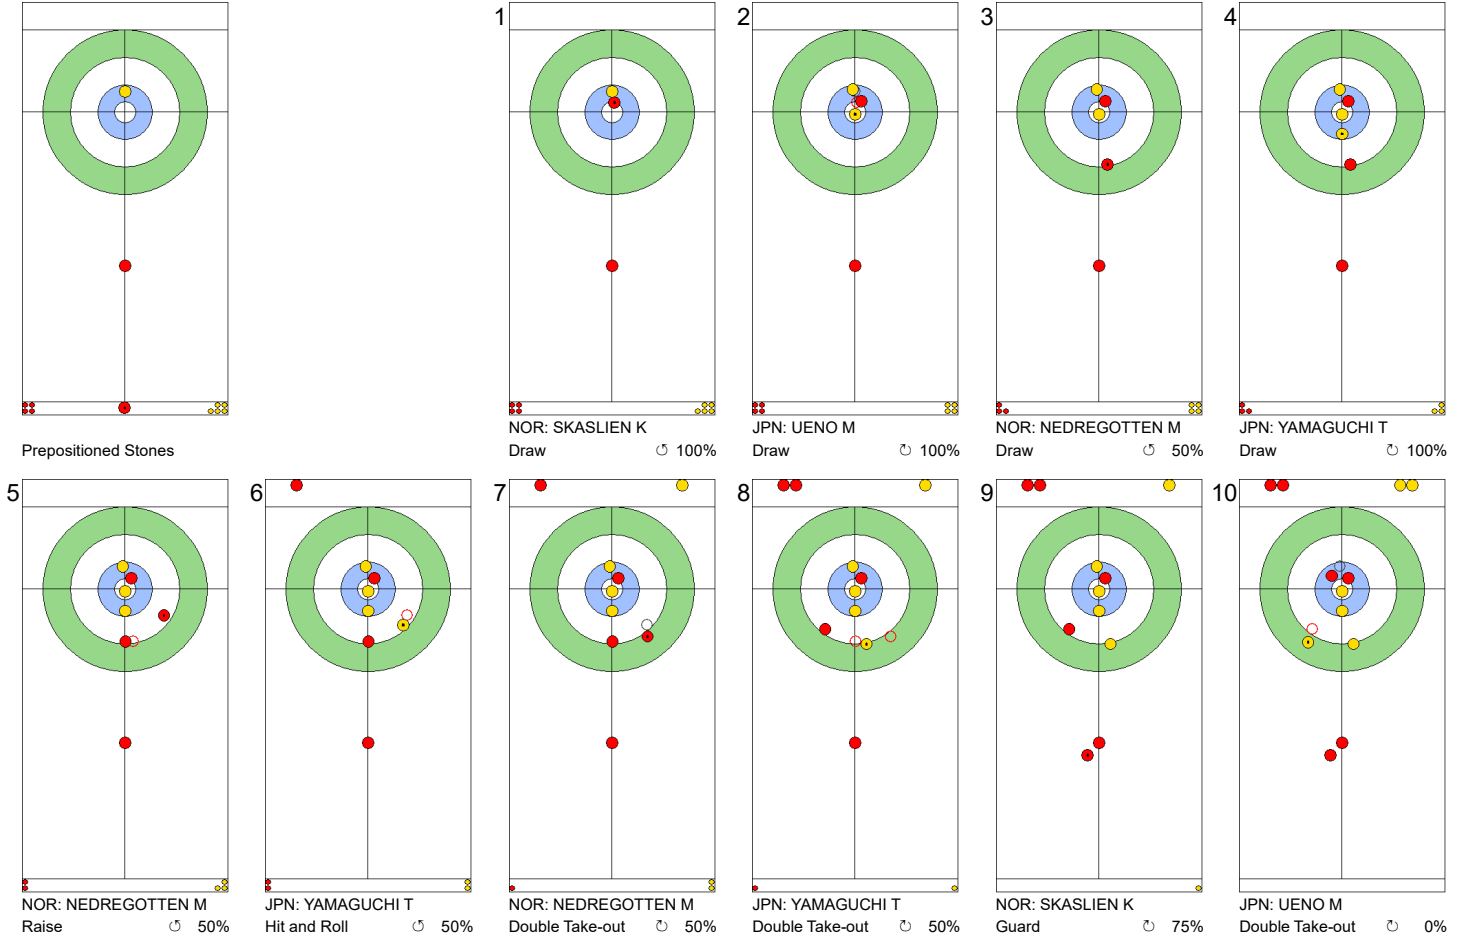 1
2
3
4
Prepositioned Stones
NOR: SKASLIEN K
Draw ↺ 100%
JPN: UENO M
Draw ↻ 100%
NOR: NEDREGOTTEN M
Draw ↺ 50%
JPN: YAMAGUCHI T
Draw ↻ 100%
5
6
7
8
9
10
NOR: NEDREGOTTEN M
Raise ↺ 50%
JPN: YAMAGUCHI T
Hit and Roll ↺ 50%
NOR: NEDREGOTTEN M
Double Take-out ↻ 50%
JPN: YAMAGUCHI T
Double Take-out ↻ 50%
NOR: SKASLIEN K
Guard ↻ 75%
JPN: UENO M
Double Take-out ↻ 0%